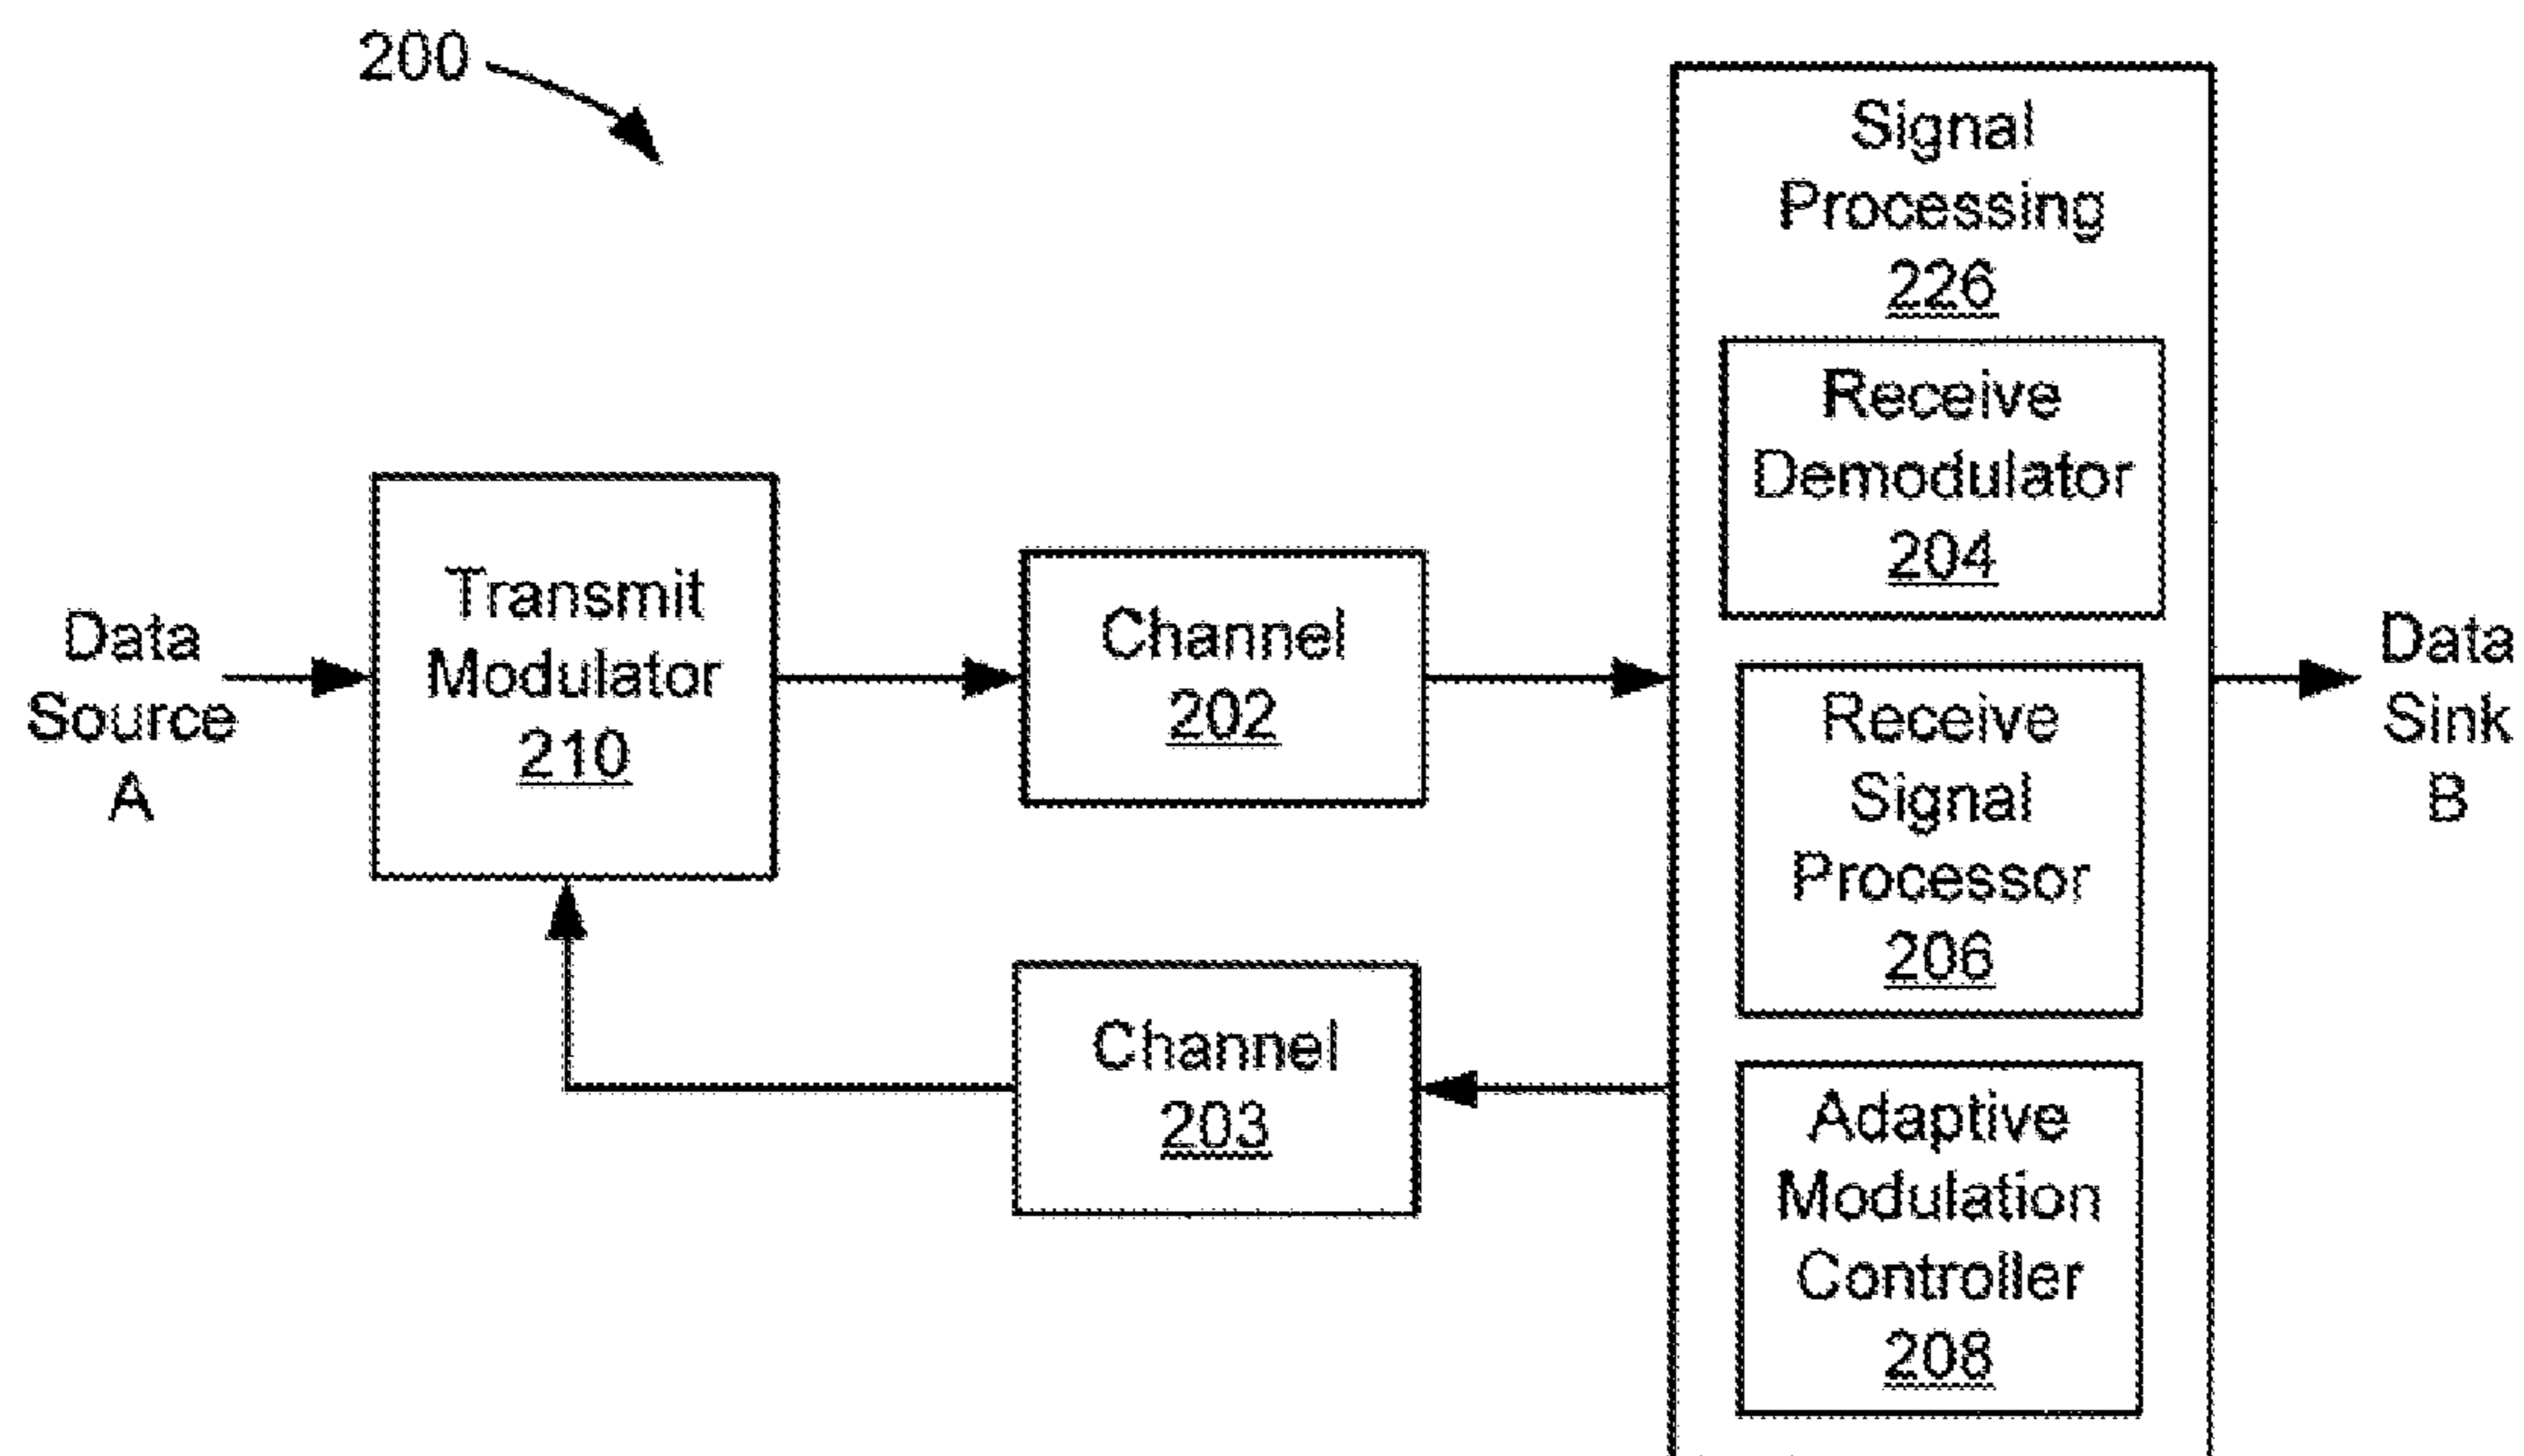 200
Signal
Processing
226
Receive
Demodulator
204
Transmit
Modulator
210
Channel
202
Data
Source
A
Data
Sink
B
Receive
Signal
Processor
206
Channel
203
Adaptive
Modulation
Controller
208